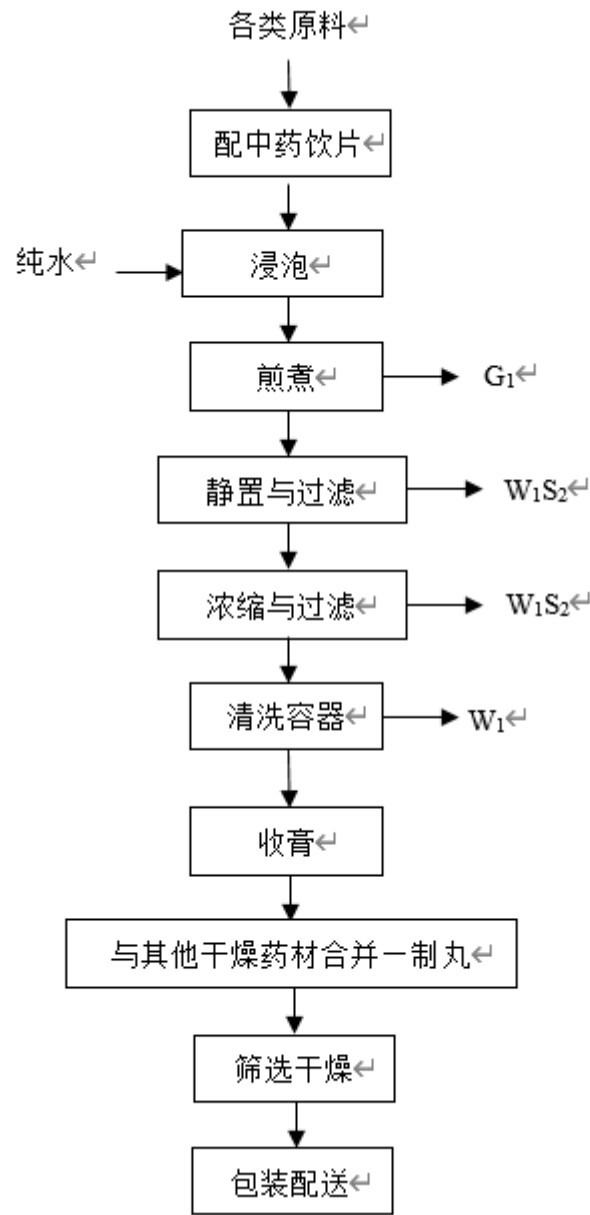 各类原料↵
配中药饮片↵
纯水↵
浸泡↵
煎煮↵
G₁↵
静置与过滤↵
W₁S₂↵
浓缩与过滤↵
W₁S₂↵
清洗容器↵
W₁↵
收膏↵
与其他干燥药材合并一制丸↵
筛选干燥↵
包装配送↵